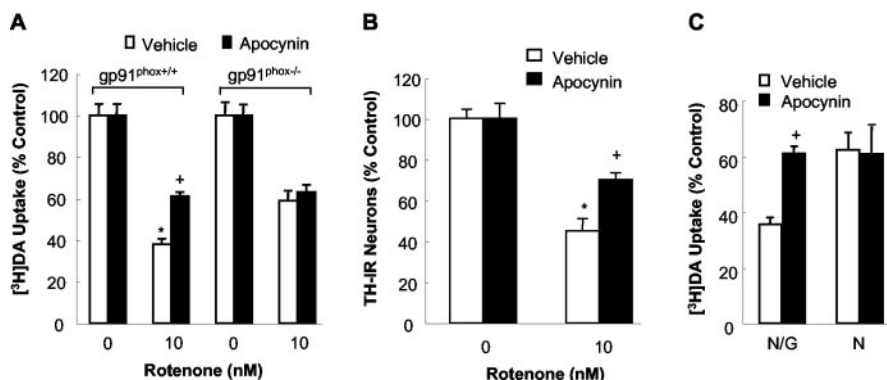 A
Vehicle Apocynin
gp91phox+/+ gp91phox-/-
120
100
80
60
40
20
0
[³H]DA Uptake (% Control)
*
+
0 10 0 10
Rotenone (nM)
B
Vehicle
Apocynin
120
100
80
60
40
20
0
TH-IR Neurons (% Control)
*
+
0 10
Rotenone (nM)
C
Vehicle
Apocynin
80
60
40
20
0
[³H]DA Uptake (% Control)
+
N/G N